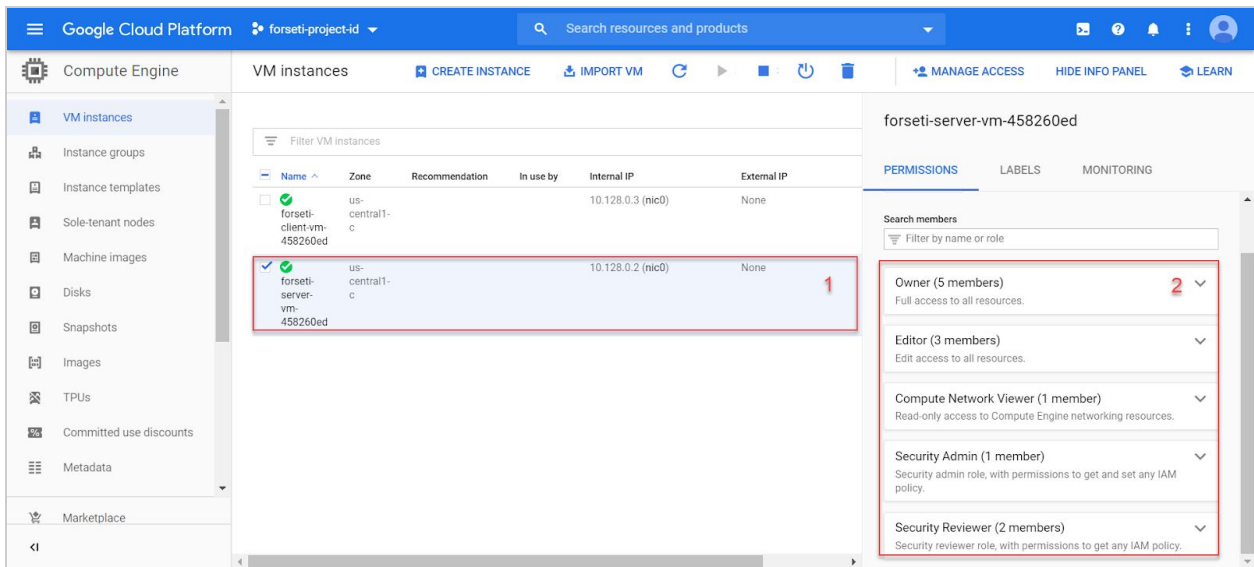 Google Cloud Platform
forseti-project-id
Search resources and products
Compute Engine
VM instances
Instance groups
Instance templates
Sole-tenant nodes
Machine images
Disks
Snapshots
Images
TPUs
Committed use discounts
Metadata
Marketplace
VM instances
CREATE INSTANCE
IMPORT VM
MANAGE ACCESS
HIDE INFO PANEL
LEARN
Filter VM instances
Name Zone Recommendation In use by Internal IP External IP
forseti-
client-vm-
458260ed
us-
central1-
c
10.128.0.3 (nic0)
None
forseti-
server-
vm-
458260ed
us-
central1-
c
10.128.0.2 (nic0)
None
1
forseti-server-vm-458260ed
PERMISSIONS LABELS MONITORING
Search members
Filter by name or role
Owner (5 members)
2
Full access to all resources.
Editor (3 members)
Edit access to all resources.
Compute Network Viewer (1 member)
Read-only access to Compute Engine networking resources.
Security Admin (1 member)
Security admin role, with permissions to get and set any IAM
policy.
Security Reviewer (2 members)
Security reviewer role, with permissions to get any IAM policy.